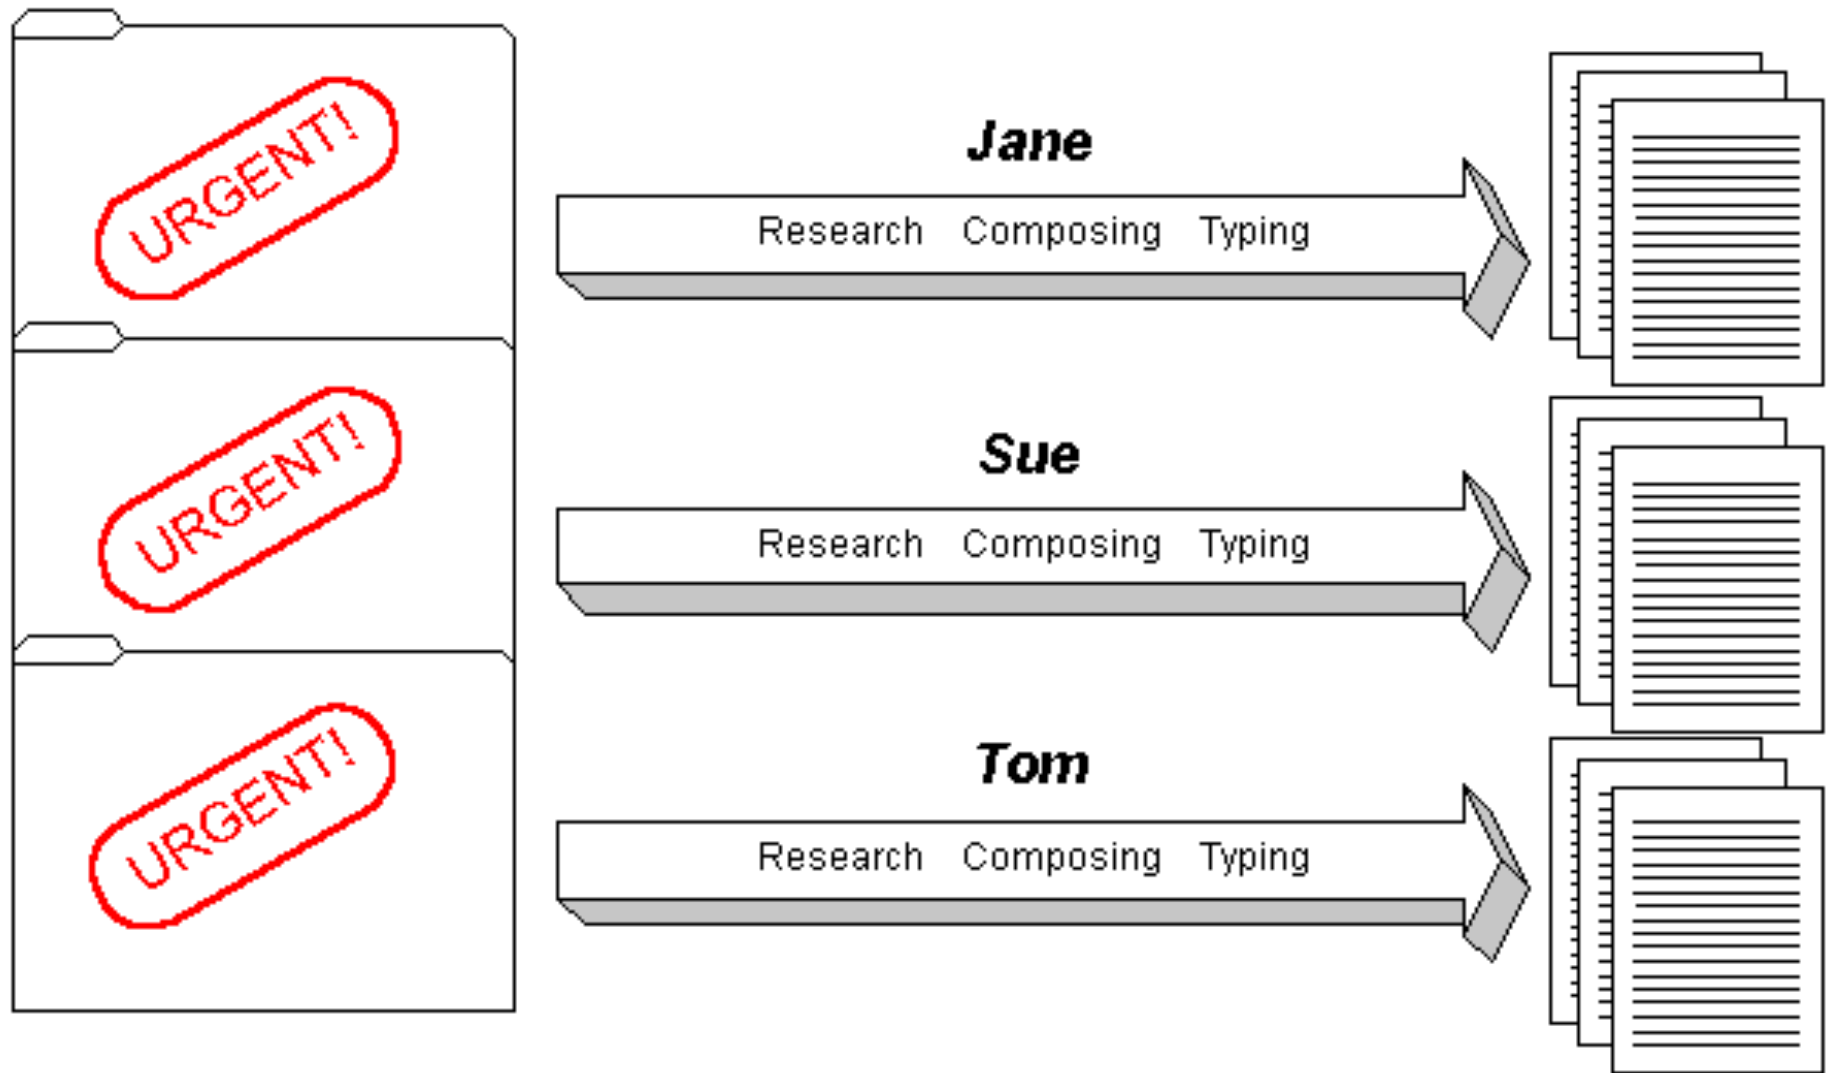 URGENT!
Jane
Research Composing Typing
URGENT!
Sue
Research Composing Typing
URGENT!
Tom
Research Composing Typing